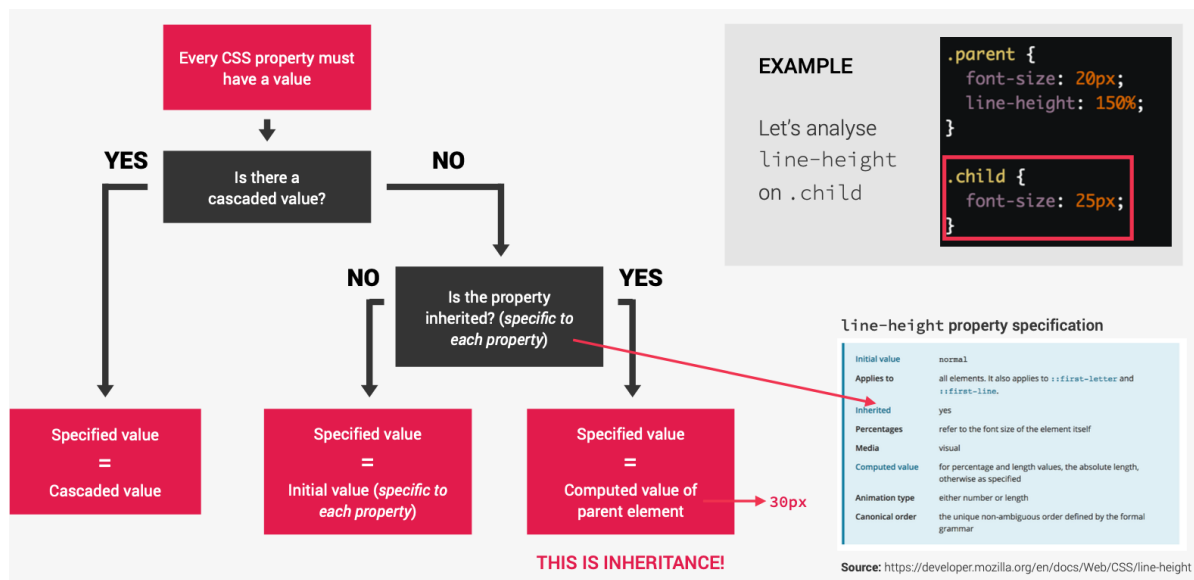 Every CSS property must
have a value
YES
NO
Is there a
cascaded value?
NO
YES
Is the property
inherited? (specific to
each property)
Specified value
=
Cascaded value
Specified value
=
Initial value (specific to
each property)
Specified value
=
Computed value of
parent element
30px
THIS IS INHERITANCE!
EXAMPLE
Let's analyse
line-height
on .child
.parent {
font-size: 20px;
line-height: 150%;
}
.child {
font-size: 25px;
}
line-height property specification
Initial value normal
Applies to all elements. It also applies to ::first-letter and
::first-line.
Inherited yes
Percentages refer to the font size of the element itself
Media visual
Computed value for percentage and length values, the absolute length,
otherwise as specified
Animation type either number or length
Canonical order the unique non-ambiguous order defined by the formal
grammar
Source: https://developer.mozilla.org/en/docs/Web/CSS/line-height